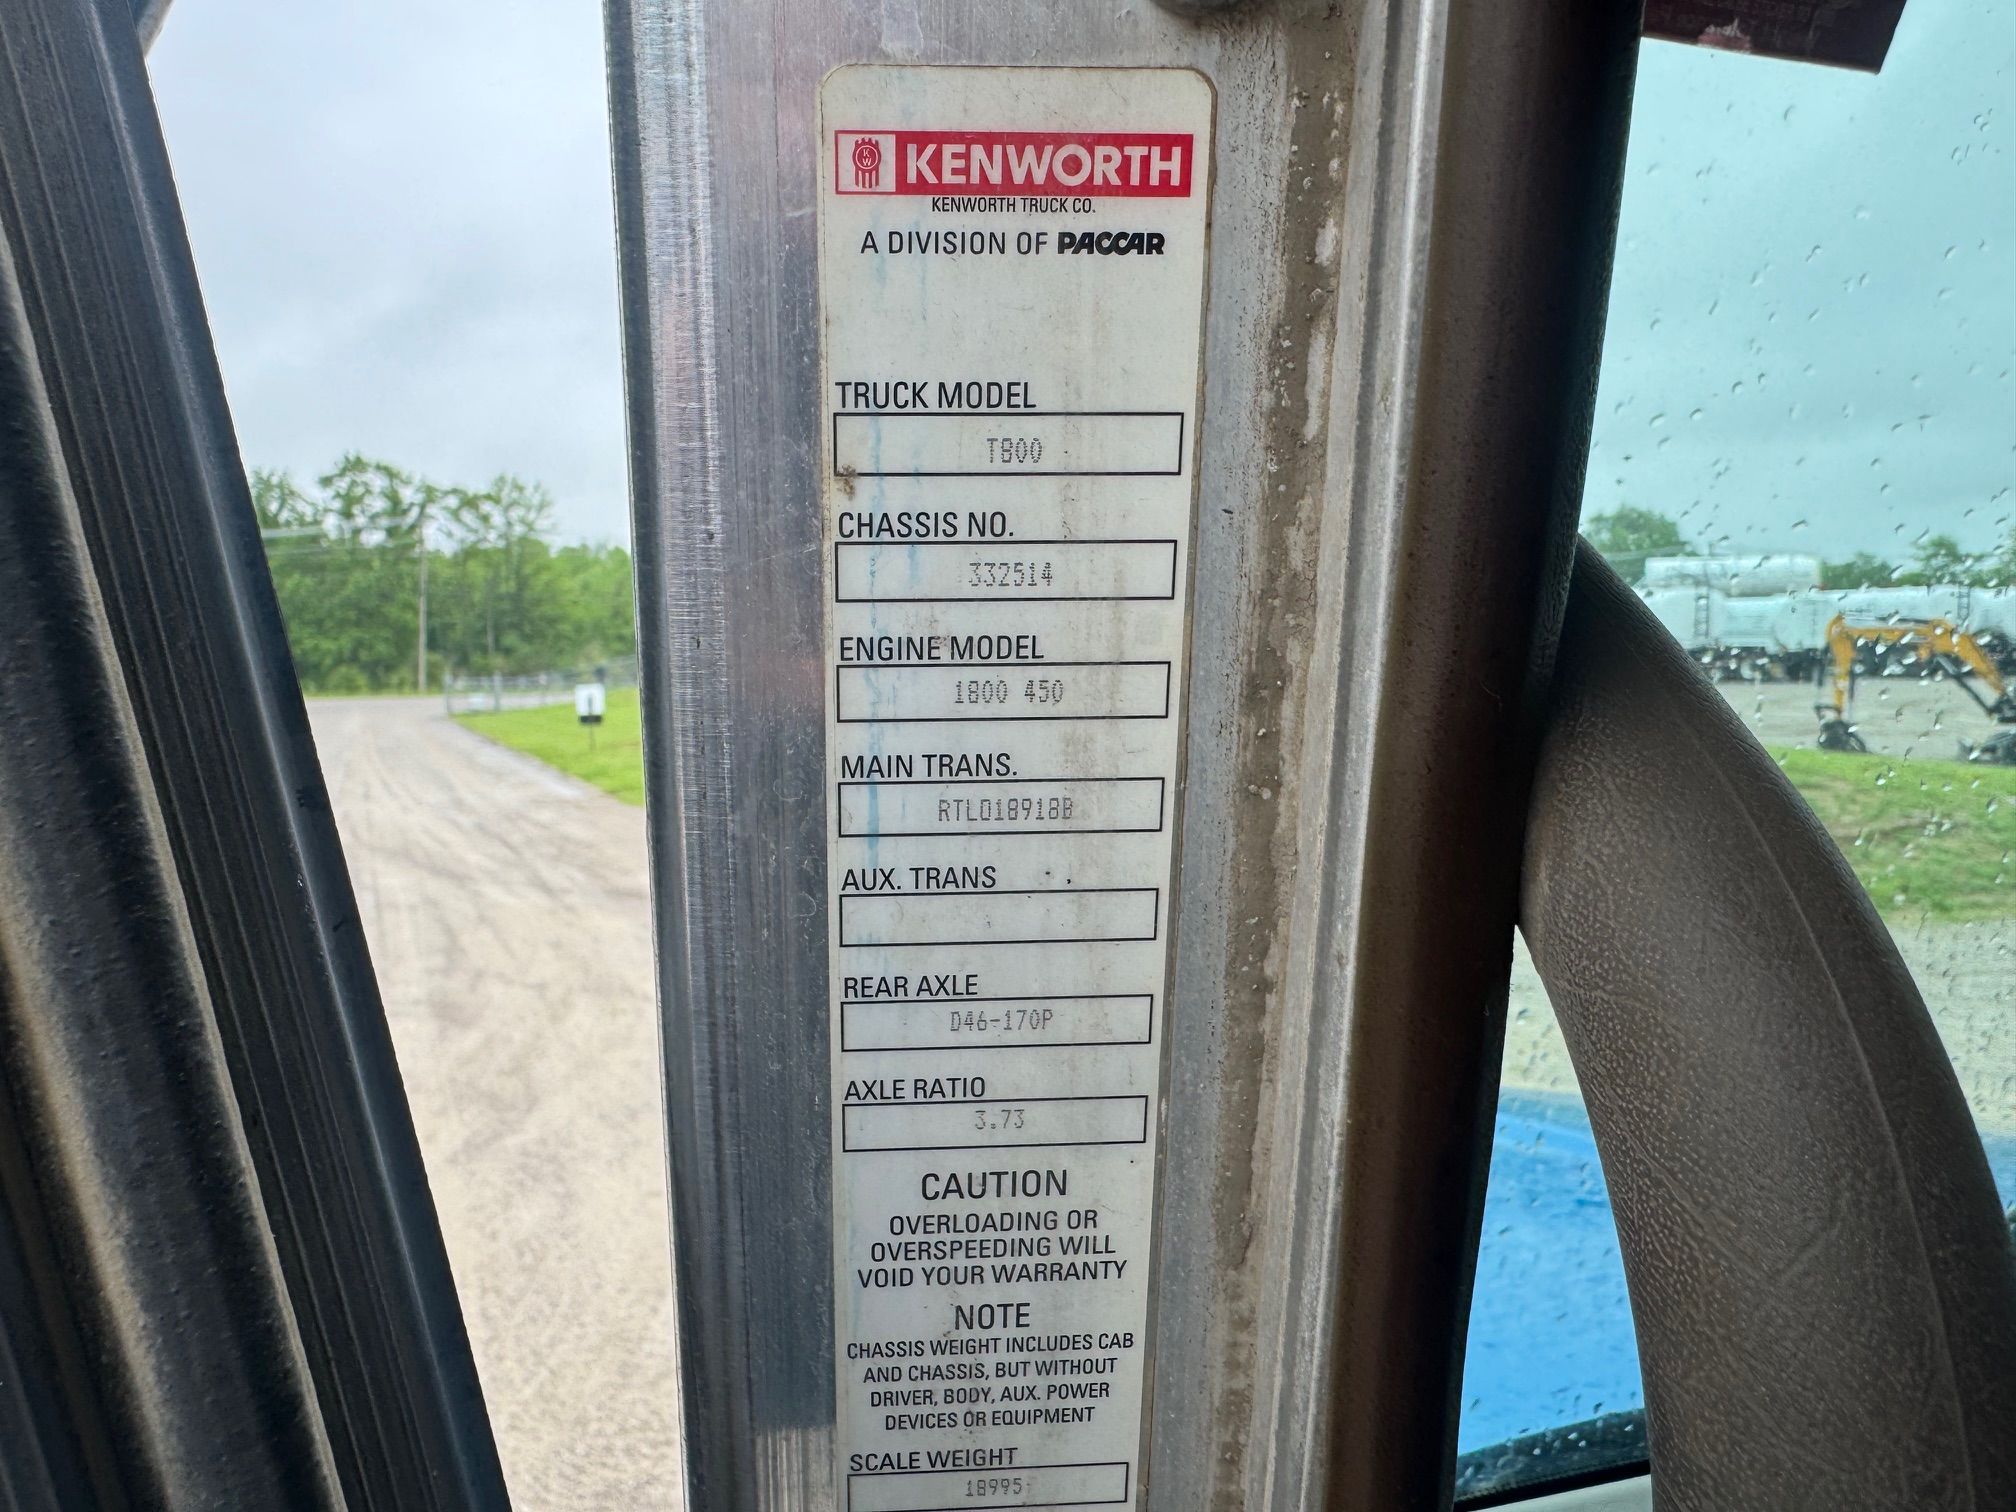 KW KENWORTH
KENWORTH TRUCK CO.
A DIVISION OF PACCAR
TRUCK MODEL
T800
CHASSIS NO.
332514
ENGINE MODEL
1800 450
MAIN TRANS.
RTLO18918B
AUX. TRANS
REAR AXLE
D46-170P
AXLE RATIO
3.73
CAUTION
OVERLOADING OR
OVERSPEEDING WILL
VOID YOUR WARRANTY
NOTE
CHASSIS WEIGHT INCLUDES CAB
AND CHASSIS, BUT WITHOUT
DRIVER, BODY, AUX. POWER
DEVICES OR EQUIPMENT
SCALE WEIGHT
18995